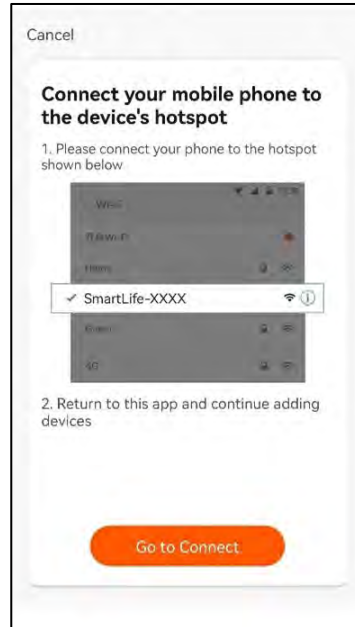 Cancel
Connect your mobile phone to
the device's hotspot
1. Please connect your phone to the hotspot
shown below
SmartLife-XXXX
2. Return to this app and continue adding
devices
Go to Connect